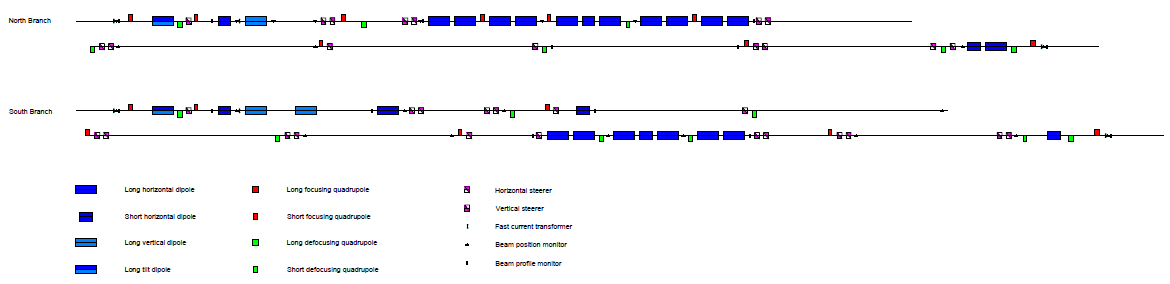 North Branch
South Branch
Long horizontal dipole
Short horizontal dipole
Long vertical dipole
Long tilt dipole
Long focusing quadrupole
Short focusing quadrupole
Long defocusing quadrupole
Short defocusing quadrupole
Horizontal steerer
Vertical steerer
Fast current transformer
Beam position monitor
Beam profile monitor